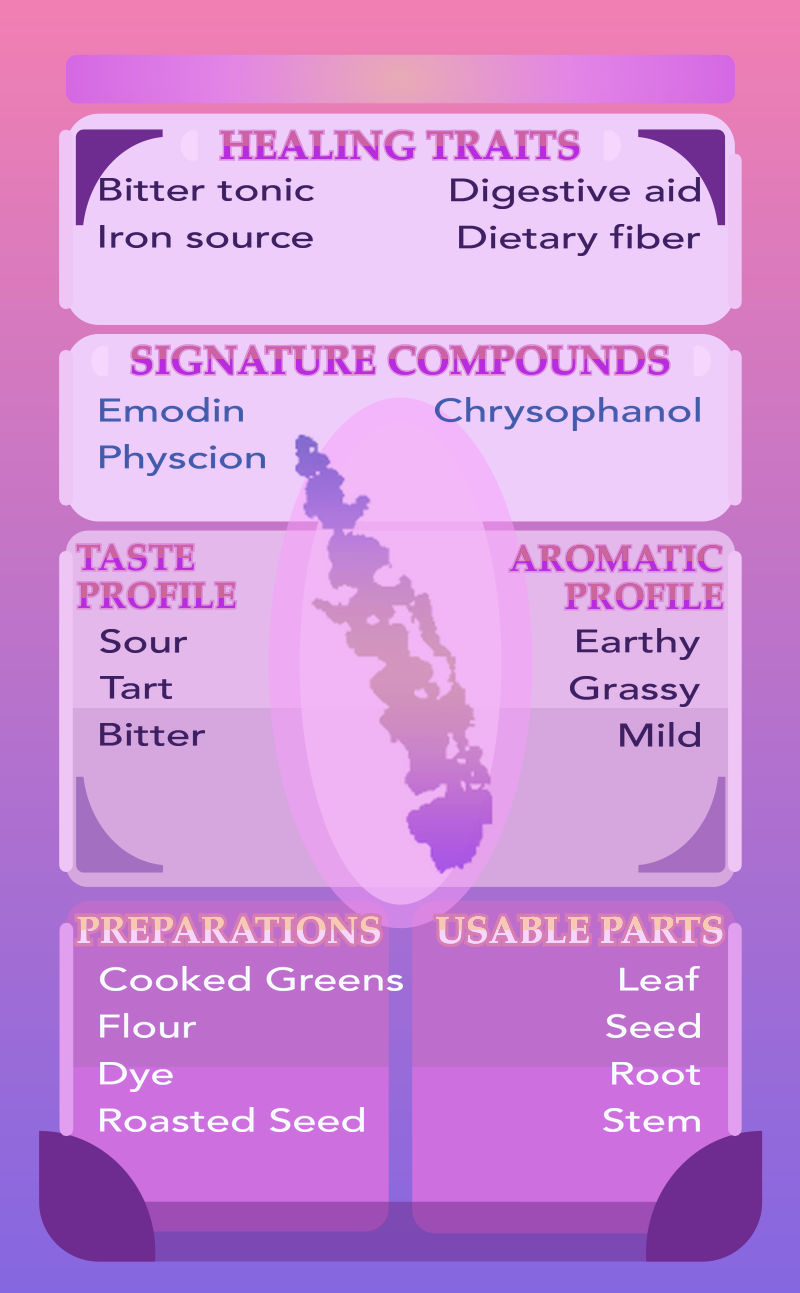 HEALING TRAITS
Bitter tonic
Digestive aid
Iron source
Dietary fiber
SIGNATURE COMPOUNDS
Emodin
Chrysophanol
Physcion
TASTE
PROFILE
Sour
Tart
Bitter
AROMATIC
PROFILE
Earthy
Grassy
Mild
PREPARATIONS
Cooked Greens
Flour
Dye
Roasted Seed
USABLE PARTS
Leaf
Seed
Root
Stem